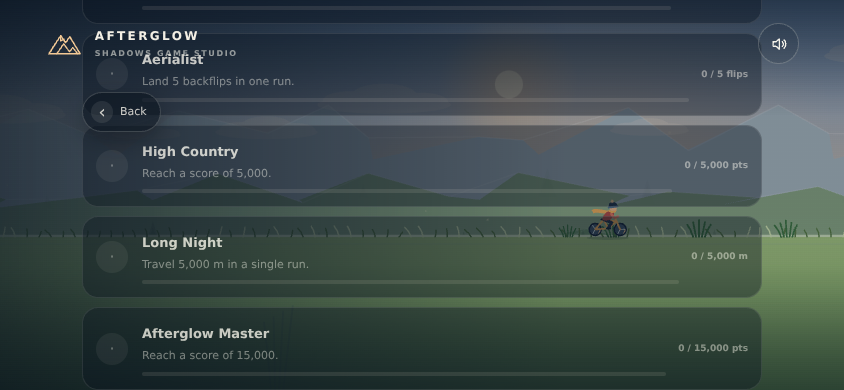 AFTERGLOW
SHADOWS GAME STUDIO
Aerialist
Land 5 backflips in one run.
0 / 5 flips
Back
High Country
Reach a score of 5,000.
0 / 5,000 pts
Long Night
Travel 5,000 m in a single run.
0 / 5,000 m
Afterglow Master
Reach a score of 15,000.
0 / 15,000 pts